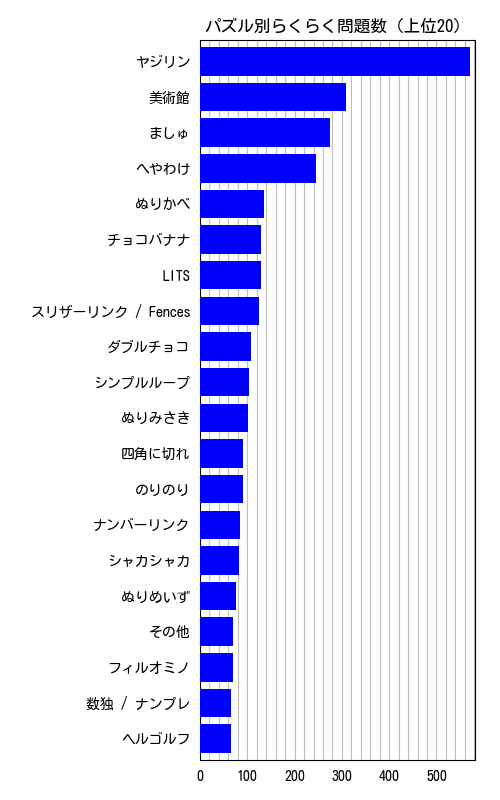 パズル別らくらく問題数（上位20）
ヤジリン
美術館
ましゅ
へやわけ
ぬりかべ
チョコバナナ
LITS
スリザーリンク / Fences
ダブルチョコ
シンプルループ
ぬりみさき
四角に切れ
のりのり
ナンバーリンク
シャカシャカ
ぬりめいず
その他
フィルオミノ
数独 / ナンプレ
ヘルゴルフ
0 100 200 300 400 500